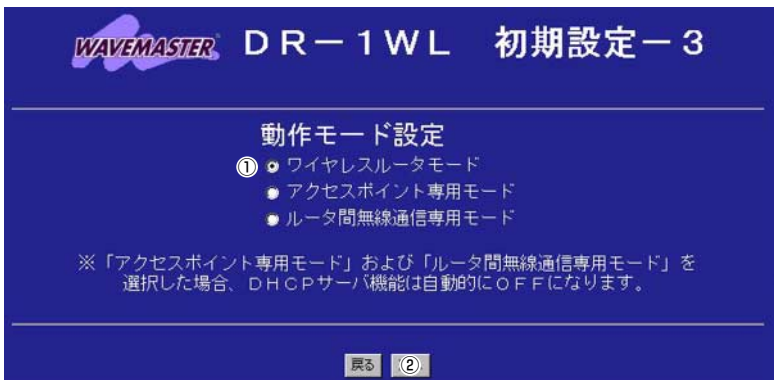 WAVEMASTER DR－1WL 初期設定－3
動作モード設定
① ワイヤレスルータモード
アクセスポイント専用モード
ルータ間無線通信専用モード
※「アクセスポイント専用モード」および「ルータ間無線通信専用モード」を
選択した場合、DHCPサーバ機能は自動的にOFFになります。
戻る ②